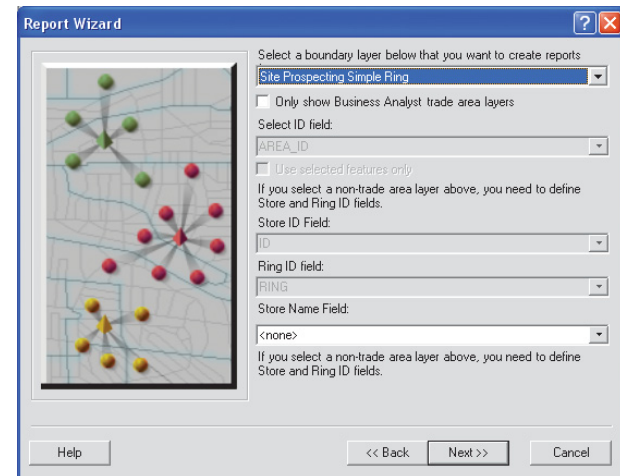 Report Wizard
Select a boundary layer below that you want to create reports
Site Prospecting Simple Ring
Only show Business Analyst trade area layers
Select ID field:
AREA_ID
Use selected features only
If you select a non-trade area layer above, you need to define
Store and Ring ID fields.
Store ID Field:
ID
Ring ID field:
RING
Store Name Field:
<none>
If you select a non-trade area layer above, you need to define
Store and Ring ID fields.
Help
<< Back
Next >>
Cancel